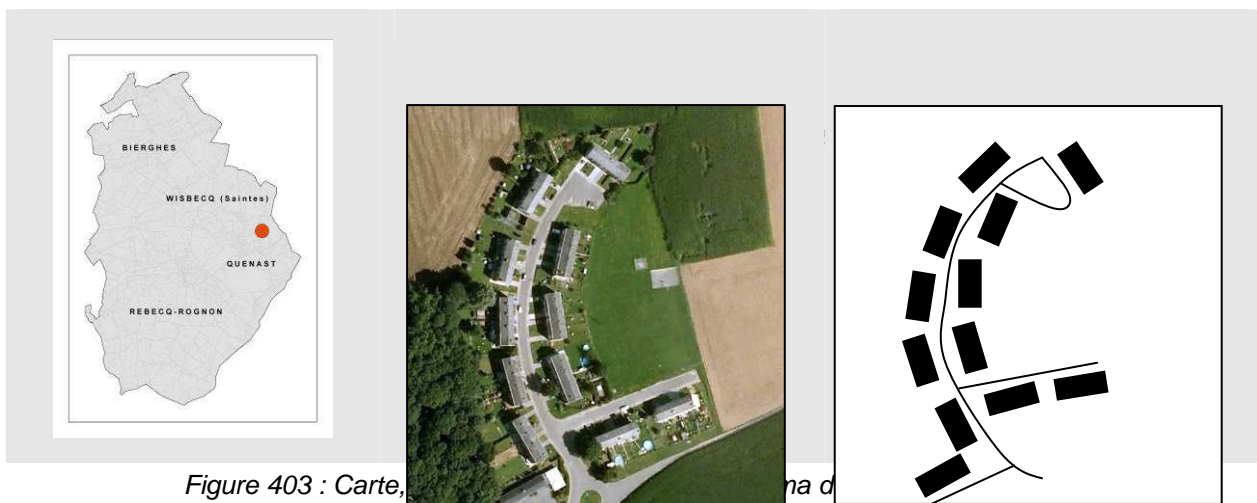 BIERGHES
WISBECQ (Saintes)
QUENAST
REBECQ-ROGNON
Figure 403 : Carte, ma d